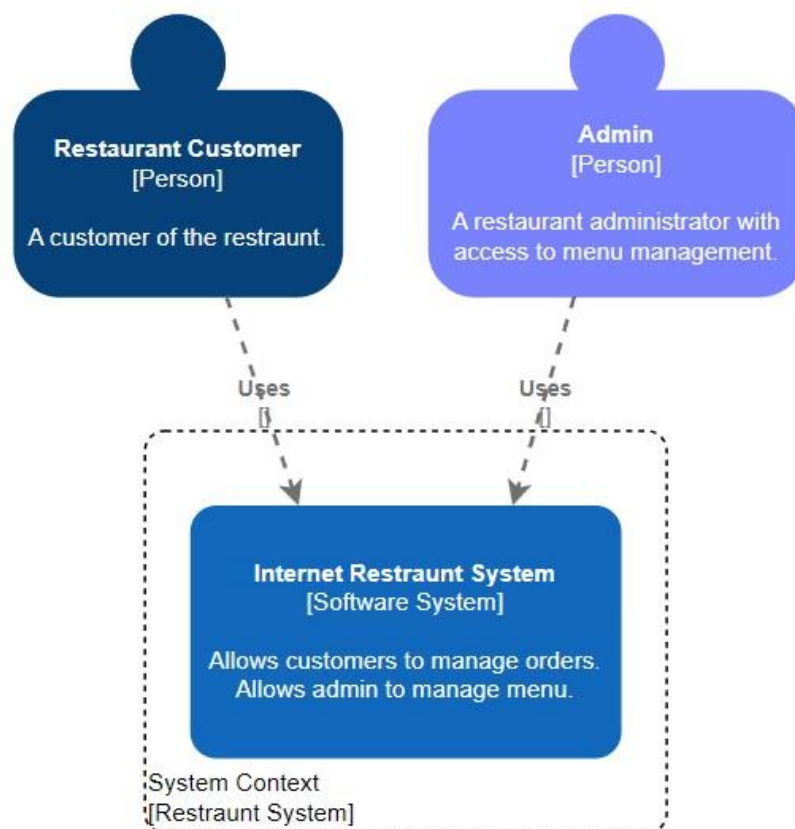 Restaurant Customer
[Person]
A customer of the restraunt.
Admin
[Person]
A restaurant administrator with
access to menu management.
Uses
[]
Uses
[]
Internet Restraunt System
[Software System]
Allows customers to manage orders.
Allows admin to manage menu.
System Context
[Restraunt System]